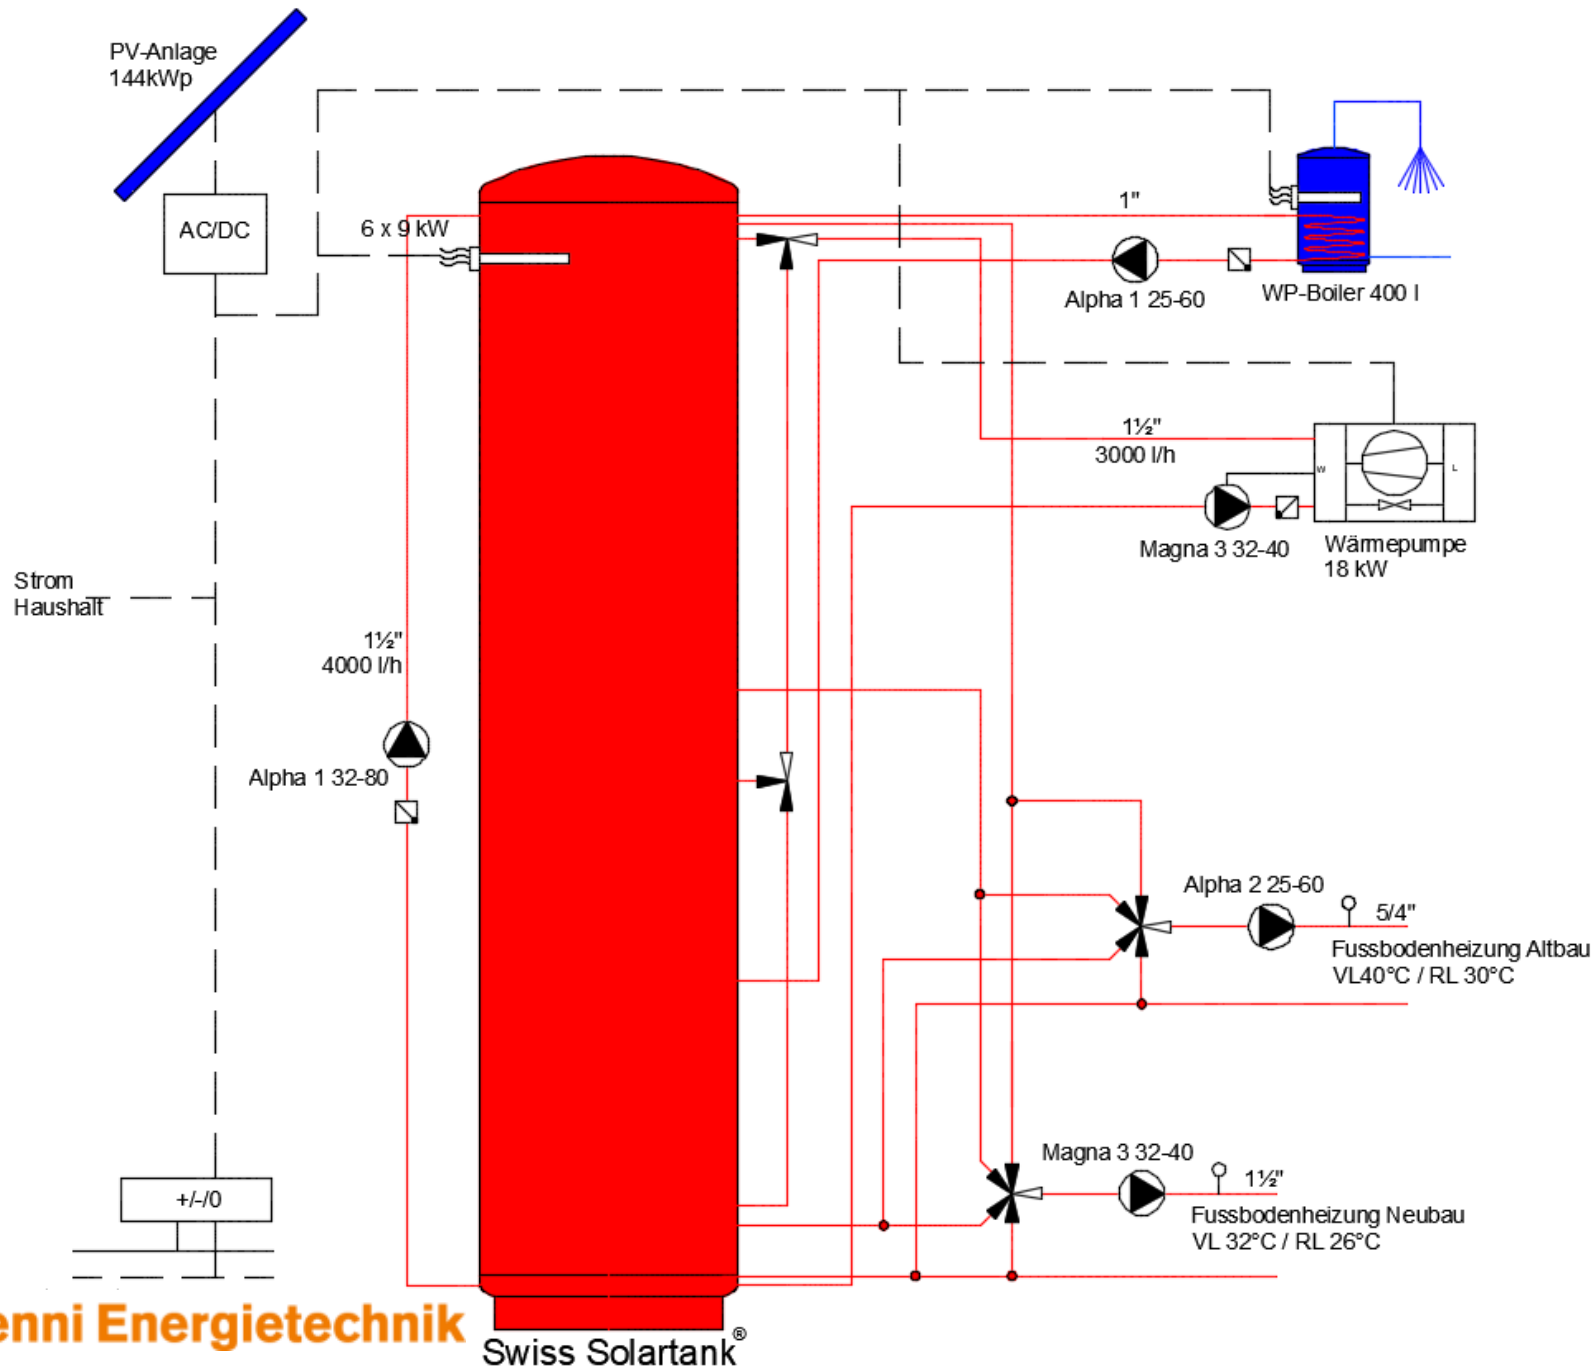 PV-Anlage
144kWp
AC/DC
6 x 9 kW
1"
Alpha 1 25-60
WP-Boiler 400 l
1½"
3000 l/h
W
L
Magna 3 32-40
Wärmepumpe
18 kW
Strom
Haushalt
1½"
4000 l/h
Alpha 1 32-80
Alpha 2 25-60
5/4"
Fussbodenheizung Altbau
VL40°C / RL 30°C
Magna 3 32-40
1½"
Fussbodenheizung Neubau
VL 32°C / RL 26°C
+/-/0
enni Energietechnik
Swiss Solartank®